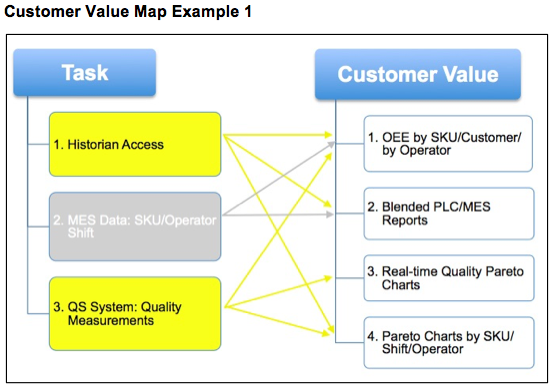 Customer Value Map Example 1
Task
Customer Value
1. Historian Access
2. MES Data: SKU/Operator
Shift
3. QS System: Quality
Measurements
1. OEE by SKU/Customer/
by Operator
2. Blended PLC/MES
Reports
3. Real-time Quality Pareto
Charts
4. Pareto Charts by SKU/
Shift/Operator